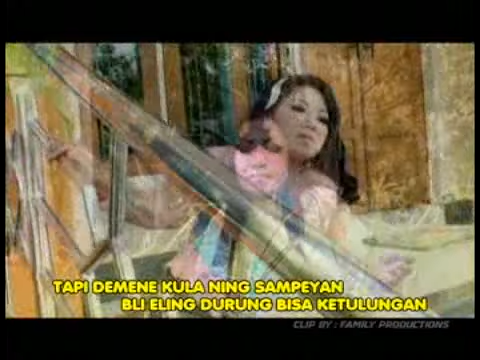 TAPI DEMENE KULA NING SAMPEYAN
BLI ELING DURUNG BISA KETULUNGAN
CLIP BY : FAMILY PRODUCTIONS